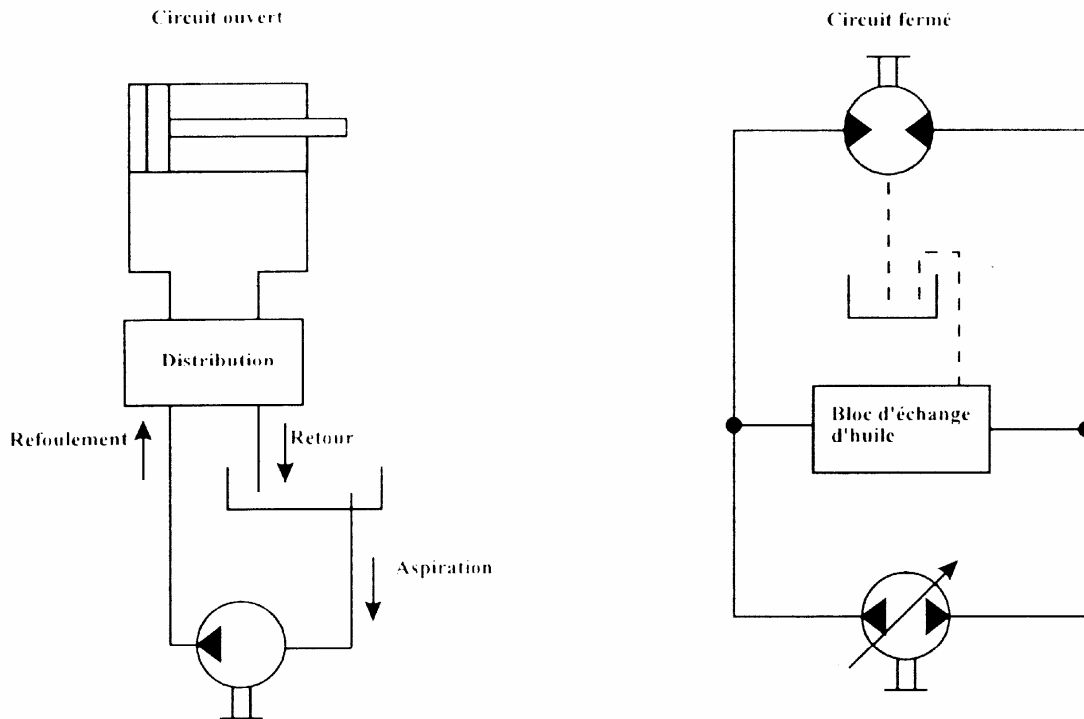 Circuit ouvert
Circuit fermé
Distribution
Refoulement
Retour
Aspiration
Bloc d'échange
d'huile